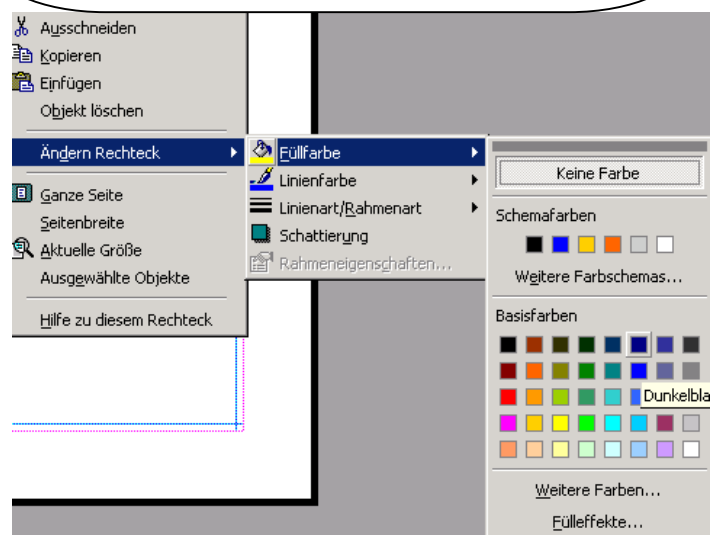 Ausschneiden
Kopieren
Einfügen
Objekt löschen
Ändern Rechteck
Ganze Seite
Seitenbreite
Aktuelle Größe
Ausgewählte Objekte
Hilfe zu diesem Rechteck
Füllfarbe
Linienfarbe
Linienart/Rahmenart
Schattierung
Rahmeneigenschaften...
Keine Farbe
Schemafarben
Weitere Farbschemas...
Basisfarben
Dunkelbla
Weitere Farben...
Fülleffekte...